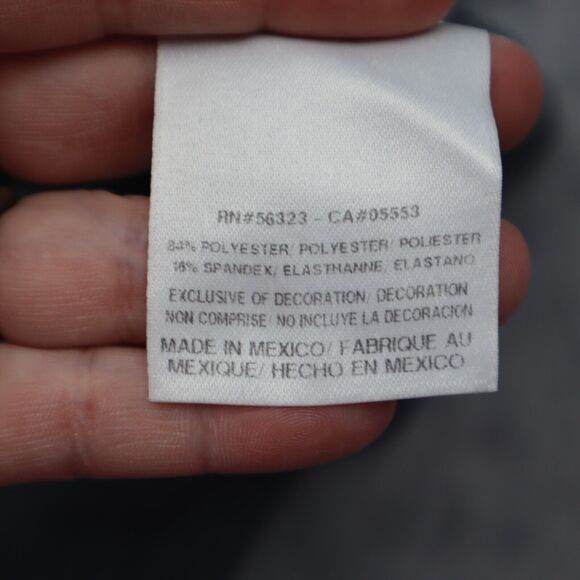 RN#56323 - CA#05553
84% POLYESTER/ POLYESTER/ POLIESTER
16% SPANDEX/ ELASTHANNE, ELASTANO
EXCLUSIVE OF DECORATION/ DECORATION
NON COMPRISE/ NO INCLUYE LA DECORACION
MADE IN MEXICO/ FABRIQUE AU
MEXIQUE/ HECHO EN MEXICO